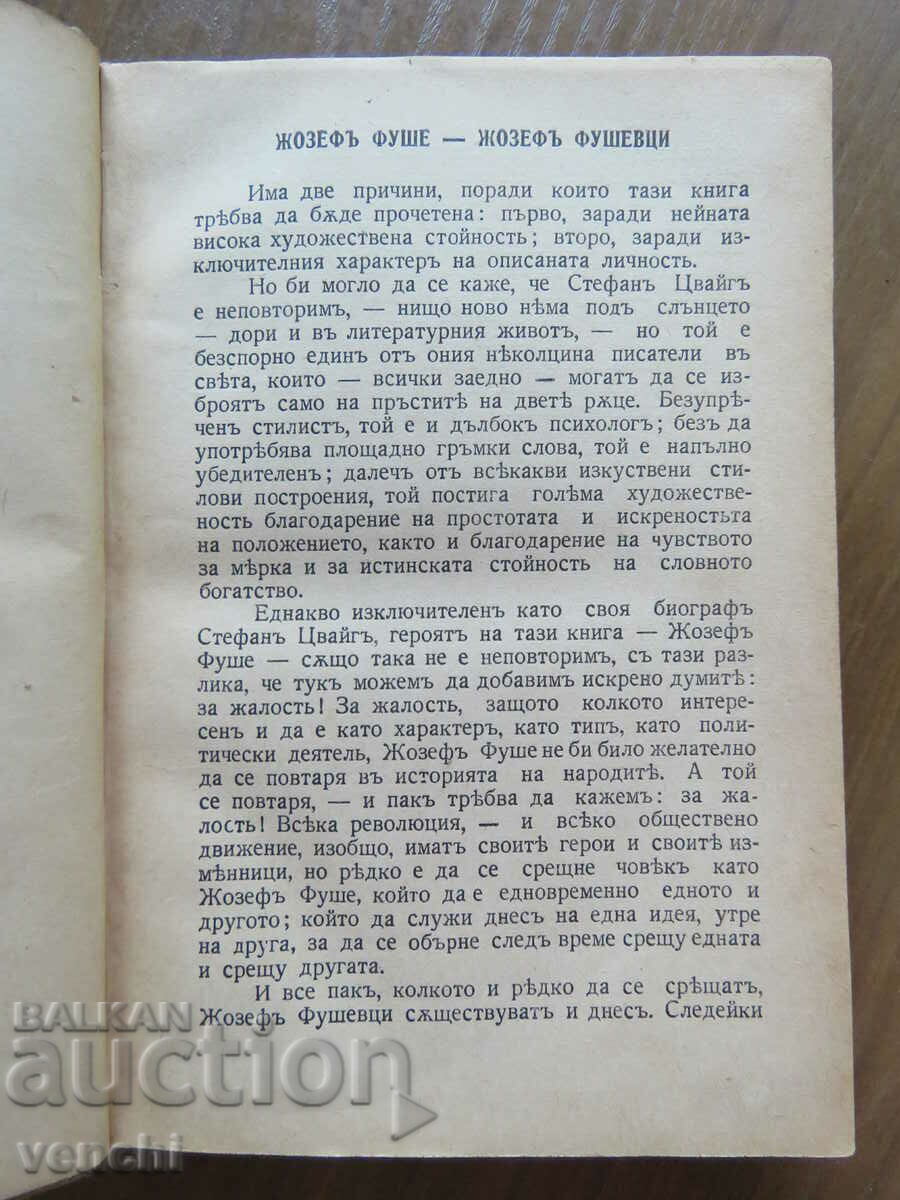 ЖОЗЕФЪ ФУШЕ — ЖОЗЕФЪ ФУШЕВЦИ
Има две причини, поради които тази книга
трѣбва да бѫде прочетена: първо, заради нейната
висока художествена стойность; второ, заради из-
ключителния характеръ на описаната личность.
Но би могло да се каже, че Стефанъ Цвайгъ
е неповторимъ, — нищо ново нѣма подъ слънцето
— дори и въ литературния животъ, — но той е
безспорно единъ отъ ония нѣколцина писатели въ
свѣта, които — всички заедно — могатъ да се из-
броятъ само на пръститѣ на дветѣ рѫце. Безупрѣ-
ченъ стилистъ, той е и дълбокъ психологъ; безъ да
употрѣбява площадно гръмки слова, той е напълно
убедителенъ; далечъ отъ всѣкакви изкуствени сти-
лови построения, той постига голѣма художестве-
ность благодарение на простотата и искреностьта
на положението, както и благодарение на чувството
за мѣрка и за истинската стойность на словното
богатство.
Еднакво изключителенъ като своя биографъ
Стефанъ Цвайгъ, героятъ на тази книга — Жозефъ
Фуше — сѫщо така не е неповторимъ, съ тази раз-
лика, че тукъ можемъ да добавимъ искрено думитѣ:
за жалость! За жалость, защото колкото интере-
сенъ и да е като характеръ, като типъ, като поли-
тически деятель, Жозефъ Фуше не би било желателно
да се повтаря въ историята на народитѣ. А той
се повтаря, — и пакъ трѣбва да кажемъ: за жа-
лость! Всѣка революция, — и всѣко обществено
движение, изобщо, иматъ своитѣ герои и своитѣ из-
мѣнници, но рѣдко е да се срещне човѣкъ като
Жозефъ Фуше, който да е едновременно едното и
другото; който да служи днесъ на една идея, утре
на друга, за да се обърне следъ време срещу едната
и срещу другата.
И все пакъ, колкото и рѣдко да се срѣщатъ,
Жозефъ Фушевци сѫществуватъ и днесъ. Следейки
BALKAN
auction
venchi